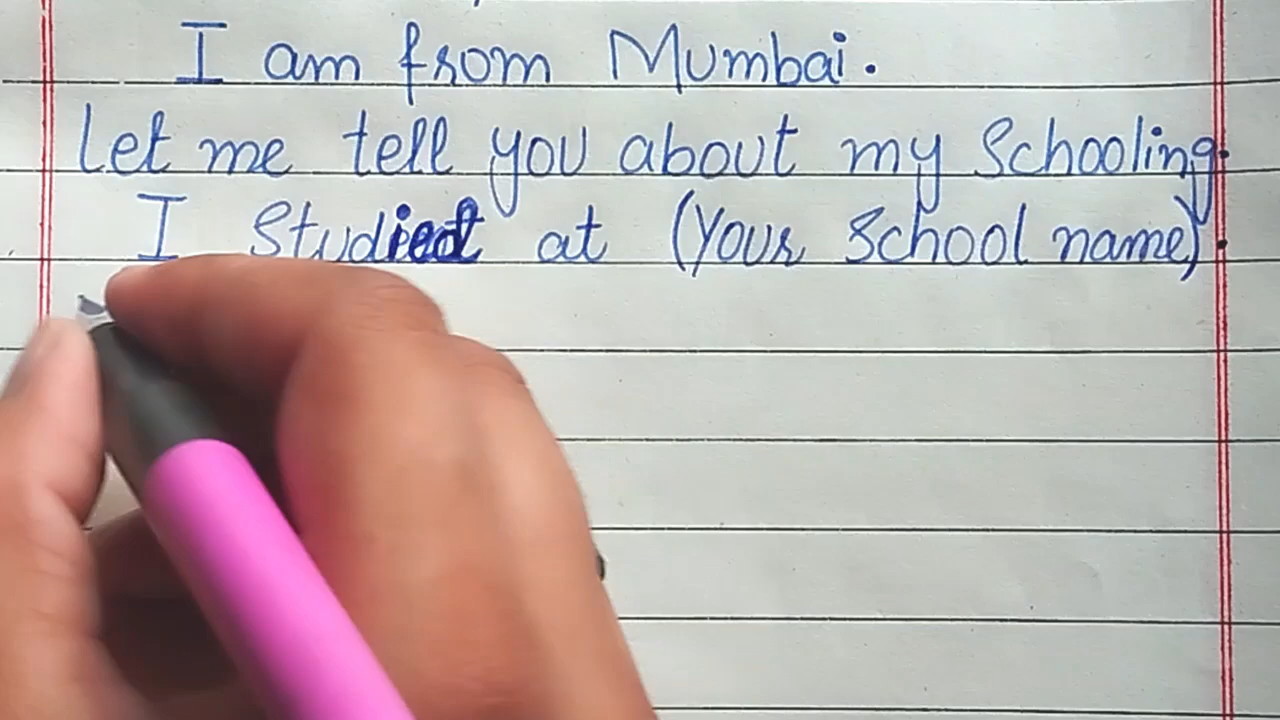 I am from Mumbai.
Let me tell you about my Schooling.
I Studied at (Your School name).